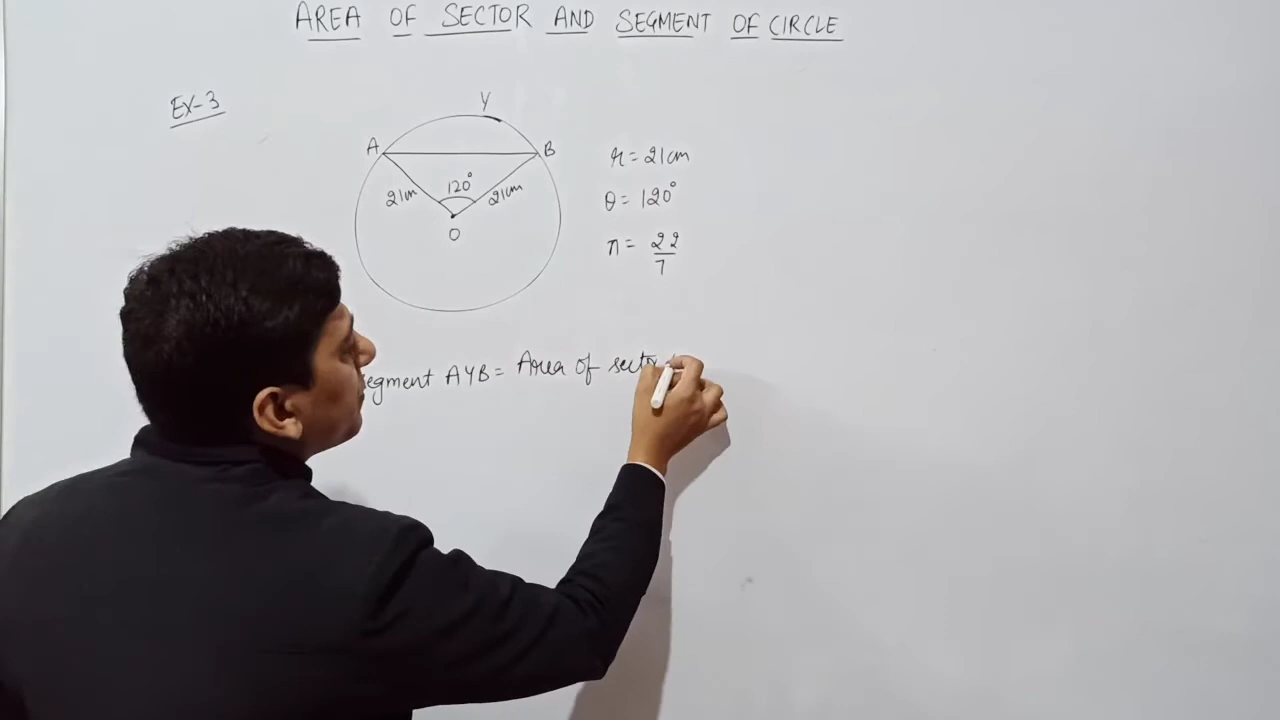 AREA OF SECTOR AND SEGMENT OF CIRCLE
EX-3
Y
A
B
21cm
120°
21cm
O
r = 21cm
θ = 120°
π = 22/7
segment AYB = Area of sector